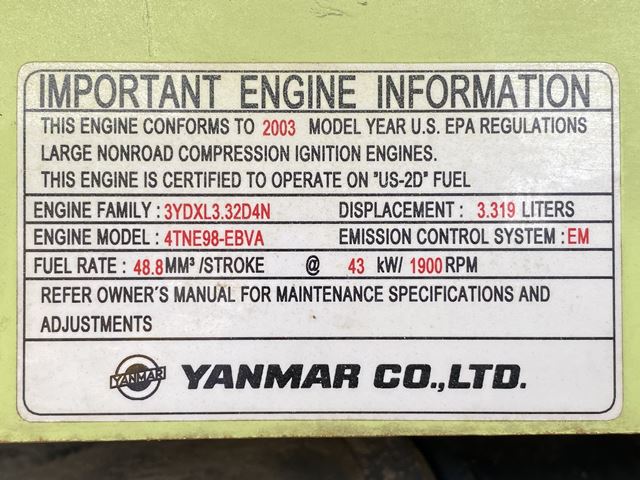 IMPORTANT ENGINE INFORMATION
THIS ENGINE CONFORMS TO 2003 MODEL YEAR U.S. EPA REGULATIONS
LARGE NONROAD COMPRESSION IGNITION ENGINES.
THIS ENGINE IS CERTIFIED TO OPERATE ON "US-2D" FUEL
ENGINE FAMILY : 3YDXL3.32D4N DISPLACEMENT : 3.319 LITERS
ENGINE MODEL : 4TNE98-EBVA EMISSION CONTROL SYSTEM : EM
FUEL RATE : 48.8 MM³ /STROKE @ 43 kW/ 1900 RPM
REFER OWNER'S MANUAL FOR MAINTENANCE SPECIFICATIONS AND
ADJUSTMENTS
YANMAR YANMAR CO.,LTD.